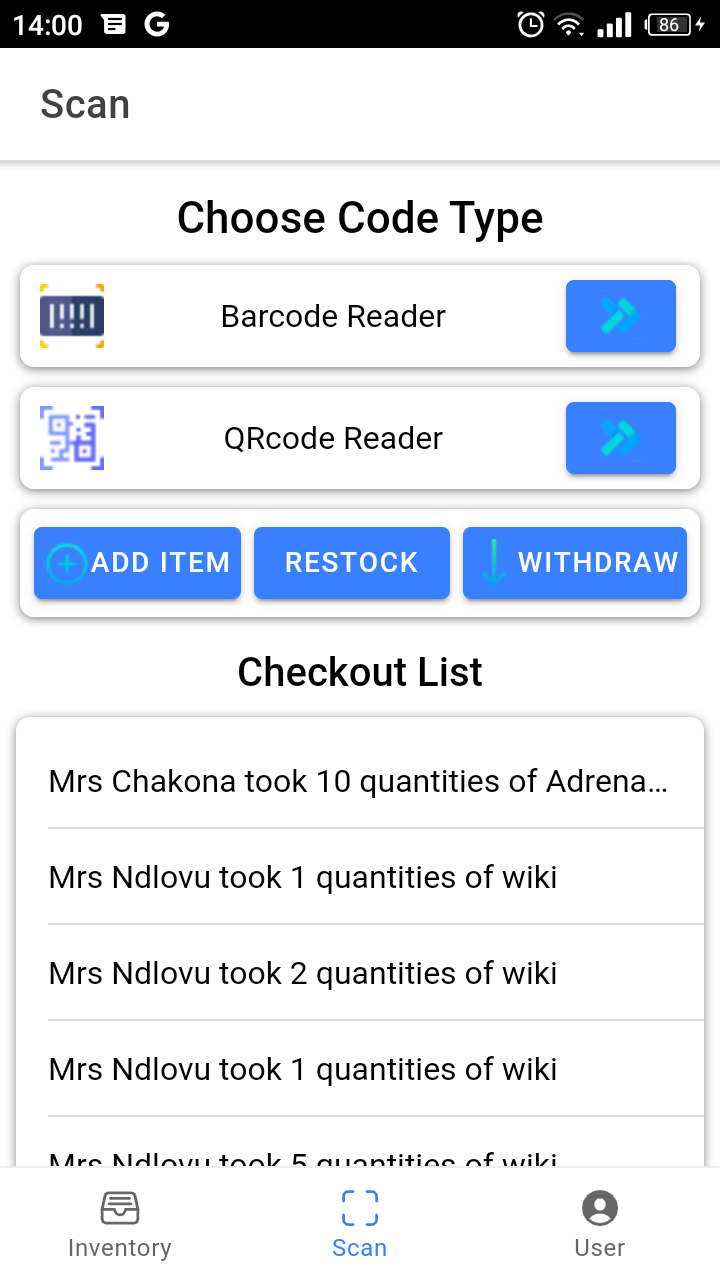 14:00
86
Scan
Choose Code Type
Barcode Reader
QRcode Reader
ADD ITEM RESTOCK WITHDRAW
Checkout List
Mrs Chakona took 10 quantities of Adrena...
Mrs Ndlovu took 1 quantities of wiki
Mrs Ndlovu took 2 quantities of wiki
Mrs Ndlovu took 1 quantities of wiki
Mrs Ndlovu took 5 quantities of wiki
Inventory Scan User